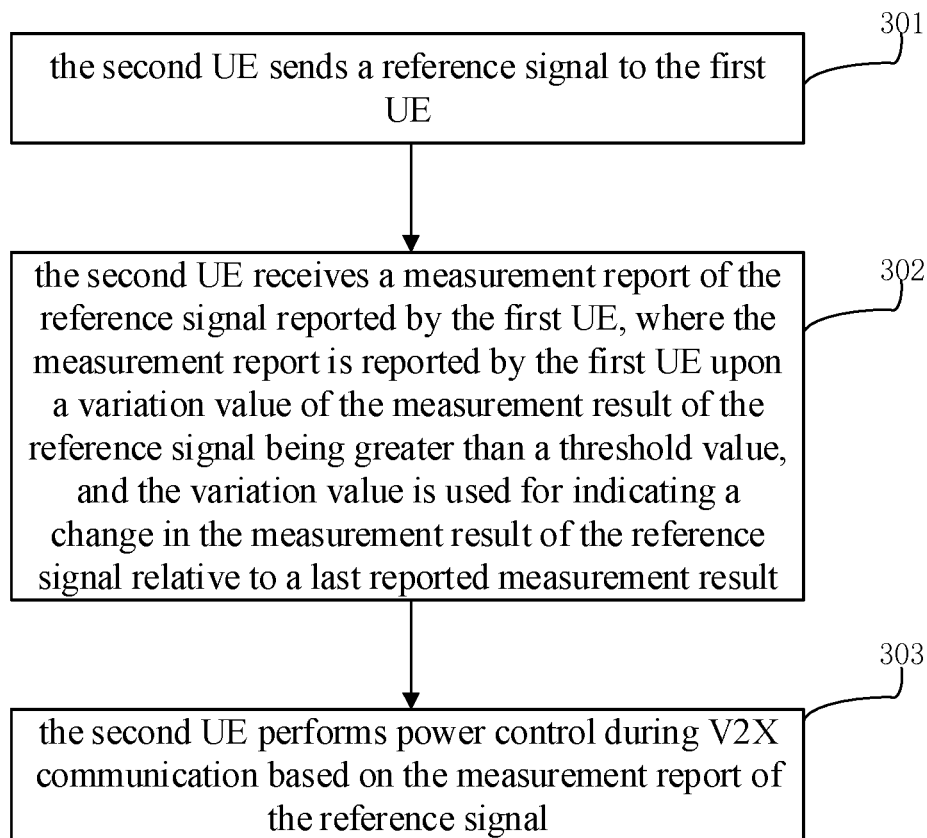 301
the second UE sends a reference signal to the first
UE
302
the second UE receives a measurement report of the
reference signal reported by the first UE, where the
measurement report is reported by the first UE upon
a variation value of the measurement result of the
reference signal being greater than a threshold value,
and the variation value is used for indicating a
change in the measurement result of the reference
signal relative to a last reported measurement result
303
the second UE performs power control during V2X
communication based on the measurement report of
the reference signal